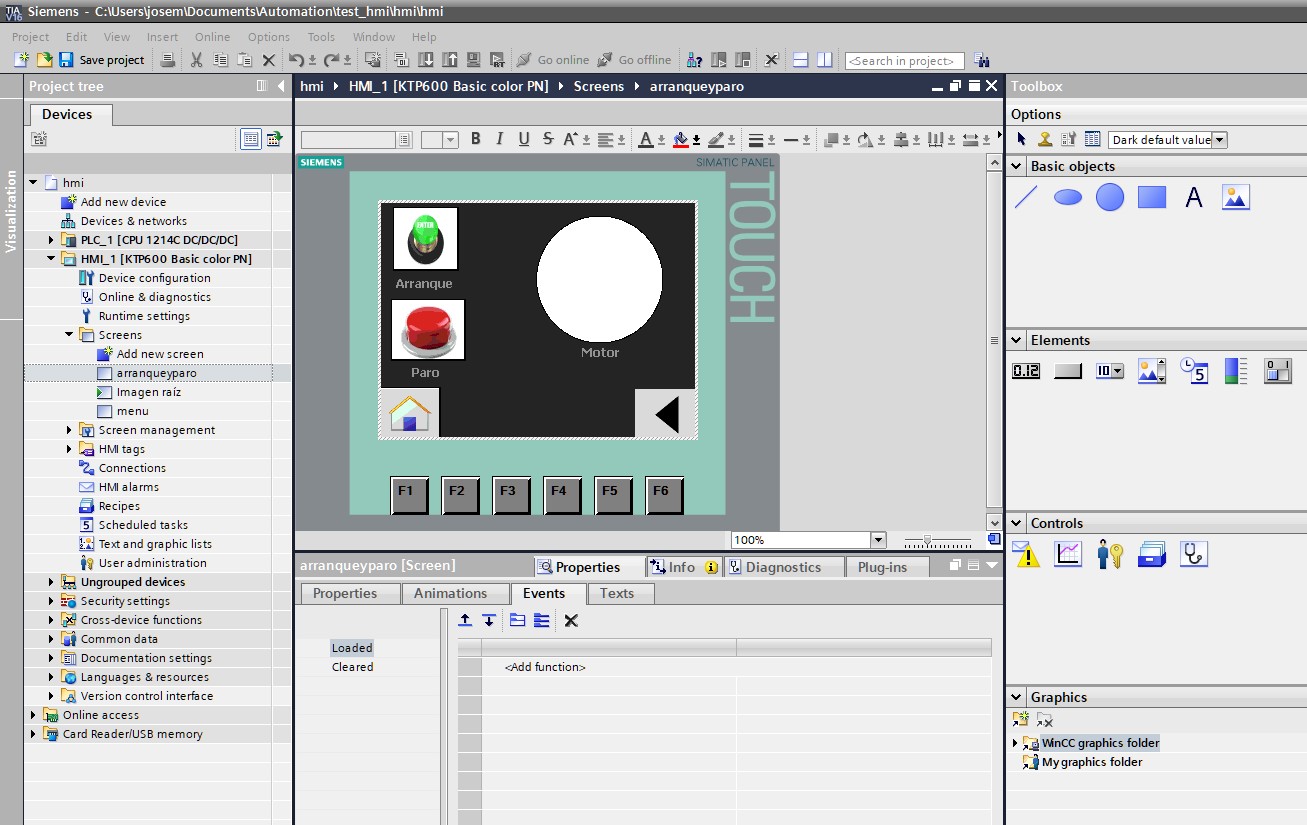 TIA V16
Siemens - C:\Users\josem\Documents\Automation\test_hmi\hmi\hmi
Project Edit View Insert Online Options Tools Window Help
Save project
RT
Go online
Go offline
<Search in project>
Visualization
Project tree
Devices
hmi
Add new device
Devices & networks
PLC_1 [CPU 1214C DC/DC/DC]
HMI_1 [KTP600 Basic color PN]
Device configuration
Online & diagnostics
Runtime settings
Screens
Add new screen
arranqueyparo
Imagen raíz
menu
Screen management
HMI tags
Connections
HMI alarms
Recipes
Scheduled tasks
Text and graphic lists
User administration
Ungrouped devices
Security settings
Cross-device functions
Common data
Documentation settings
Languages & resources
Version control interface
Online access
Card Reader/USB memory
hmi HMI_1 [KTP600 Basic color PN] Screens arranqueyparo
B I U S A A
SIEMENS
SIMATIC PANEL
TOUCH
ENTER
Arranque
Paro
Motor
F1 F2 F3 F4 F5 F6
100%
arranqueyparo [Screen]
Properties Info Diagnostics Plug-ins
Properties Animations Events Texts
Loaded
Cleared
<Add function>
Toolbox
Options
Dark default value
Basic objects
A
Elements
0.12
10
5
0 1
Controls
Graphics
WinCC graphics folder
My graphics folder